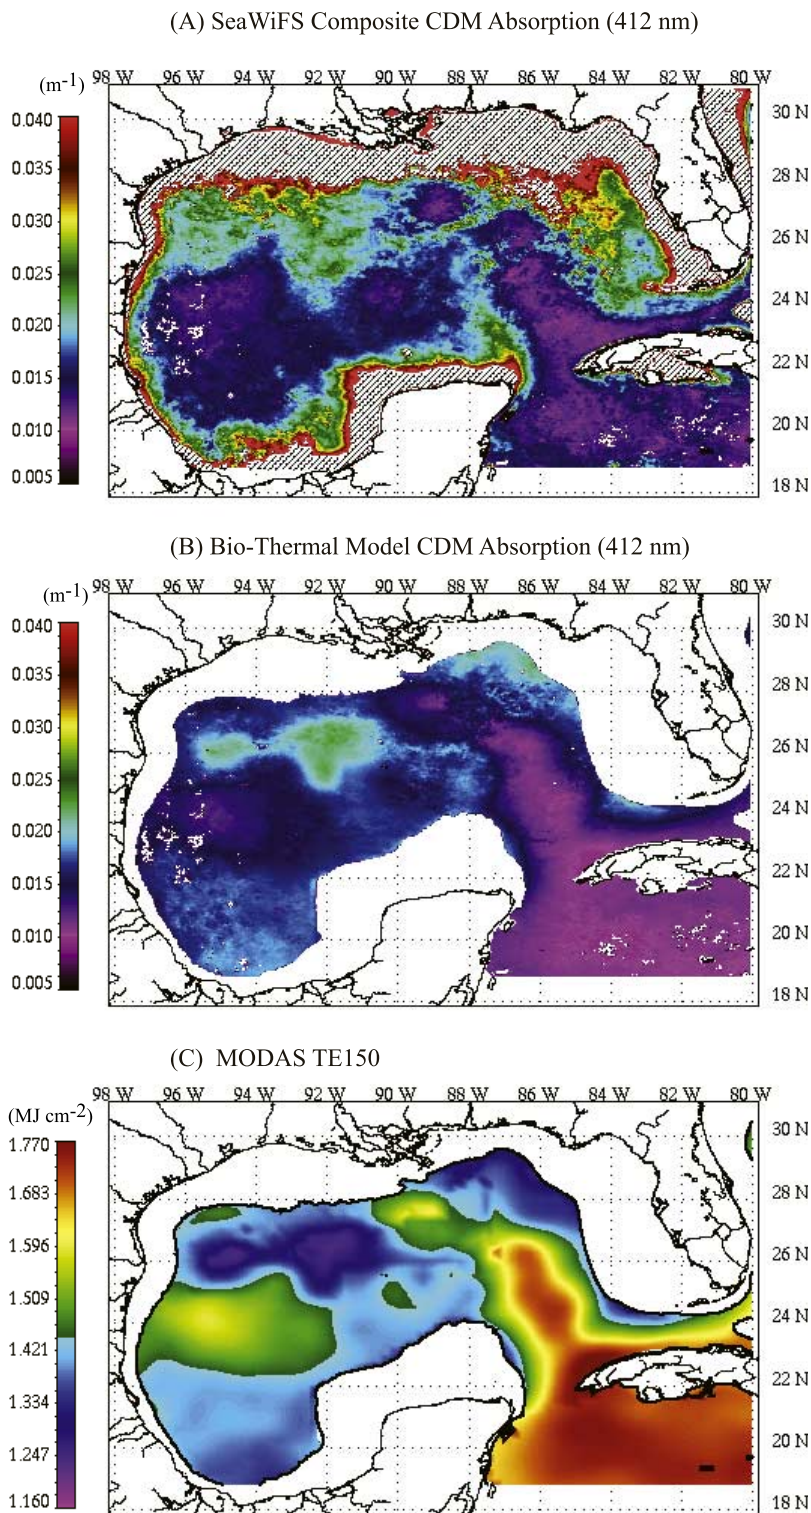 (A) SeaWiFS Composite CDM Absorption (412 nm)
98 W 96 W 94 W 92 W 90 W 88 W 86 W 84 W 82 W 80 W
(m-1)
0.040
0.035
0.030
0.025
0.020
0.015
0.010
0.005
30 N
28 N
26 N
24 N
22 N
20 N
18 N
(B) Bio-Thermal Model CDM Absorption (412 nm)
98 W 96 W 94 W 92 W 90 W 88 W 86 W 84 W 82 W 80 W
(m-1)
0.040
0.035
0.030
0.025
0.020
0.015
0.010
0.005
30 N
28 N
26 N
24 N
22 N
20 N
18 N
(C) MODAS TE150
98 W 96 W 94 W 92 W 90 W 88 W 86 W 84 W 82 W 80 W
(MJ cm-2)
1.770
1.683
1.596
1.509
1.421
1.334
1.247
1.160
30 N
28 N
26 N
24 N
22 N
20 N
18 N